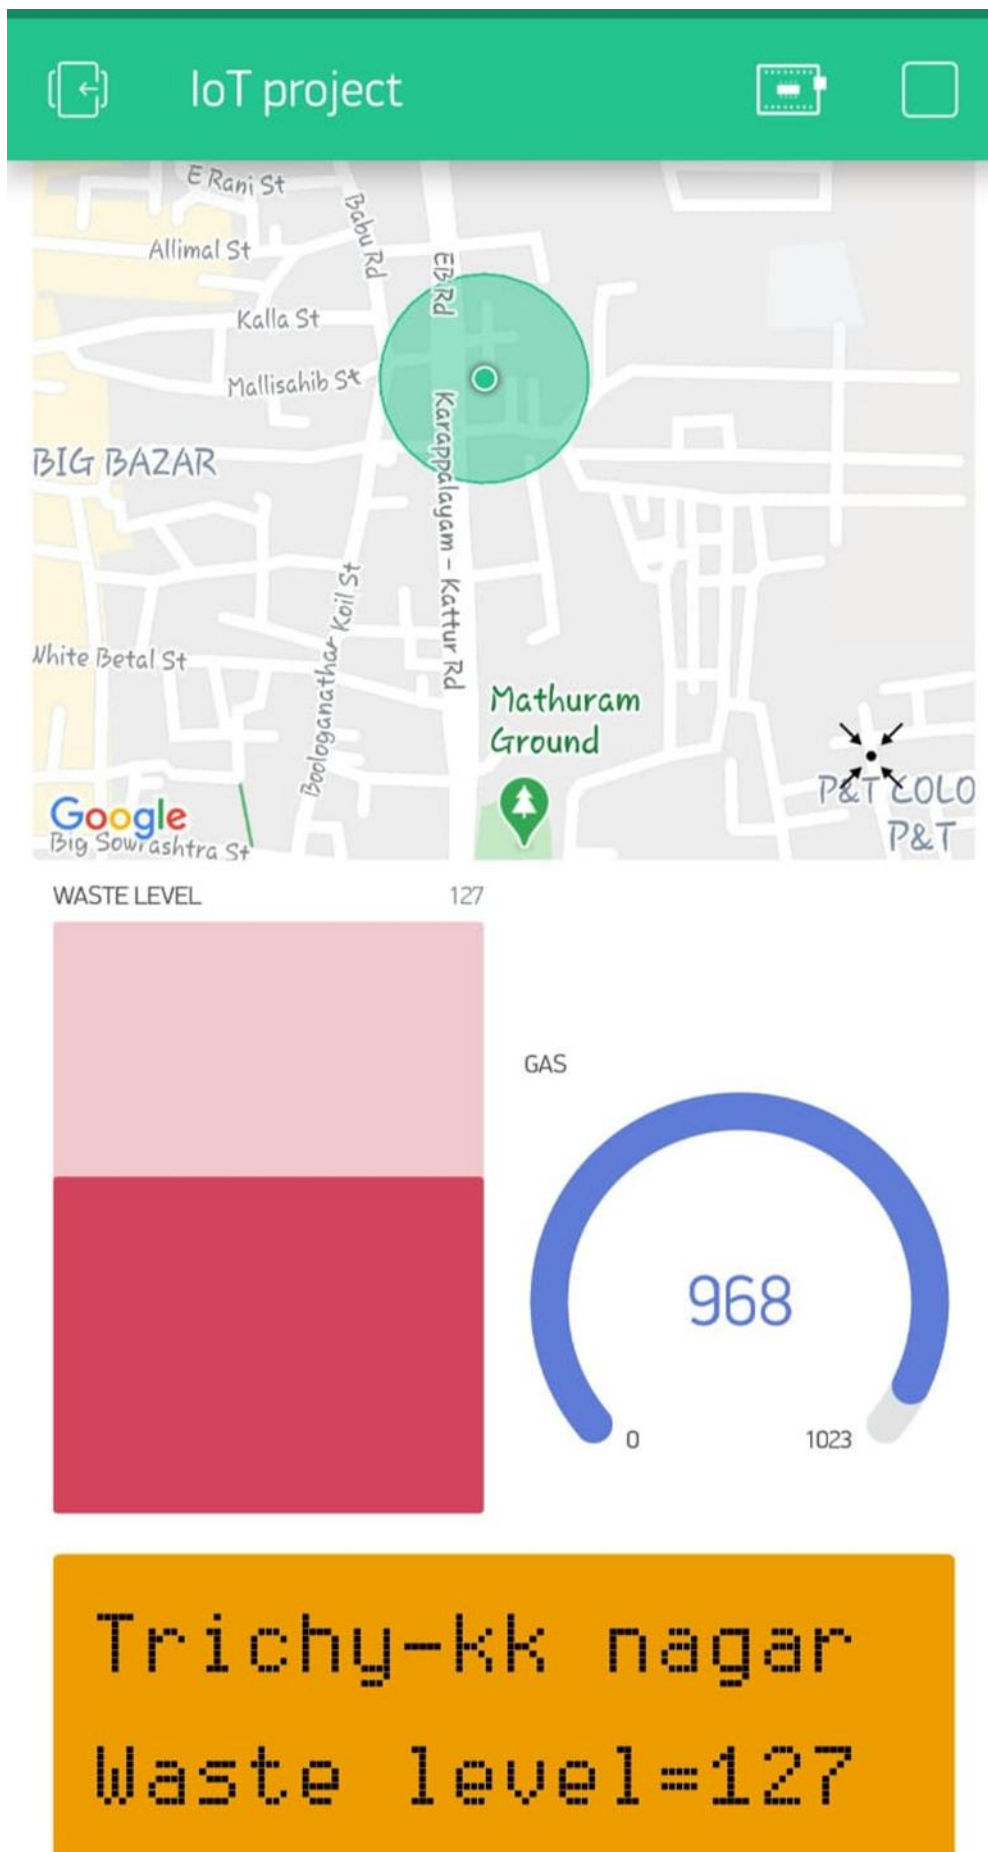 IoT project
E Rani St
Babu Rd
Allimal St
EB Rd
Kalla St
Mallisahib St
Karappalayam - Kattur Rd
BIG BAZAR
Boologanathar Koil St
White Betal St
Mathuram
Ground
P&T COLO
P&T
Google
Big Sowrashtra St
WASTE LEVEL 127
GAS
968
0 1023
Trichy-kk nagar
Waste level=127